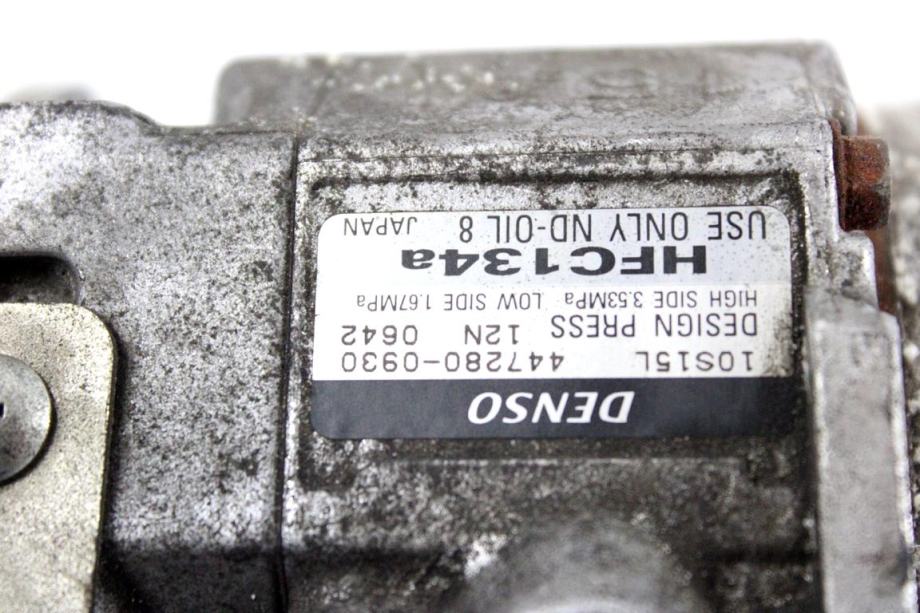 DENSO
10S15L 447280-0930
DESIGN PRESS 12N 0642
HIGH SIDE 3.53MPa LOW SIDE 1.67MPa
HFC134a
USE ONLY ND-OIL 8 JAPAN